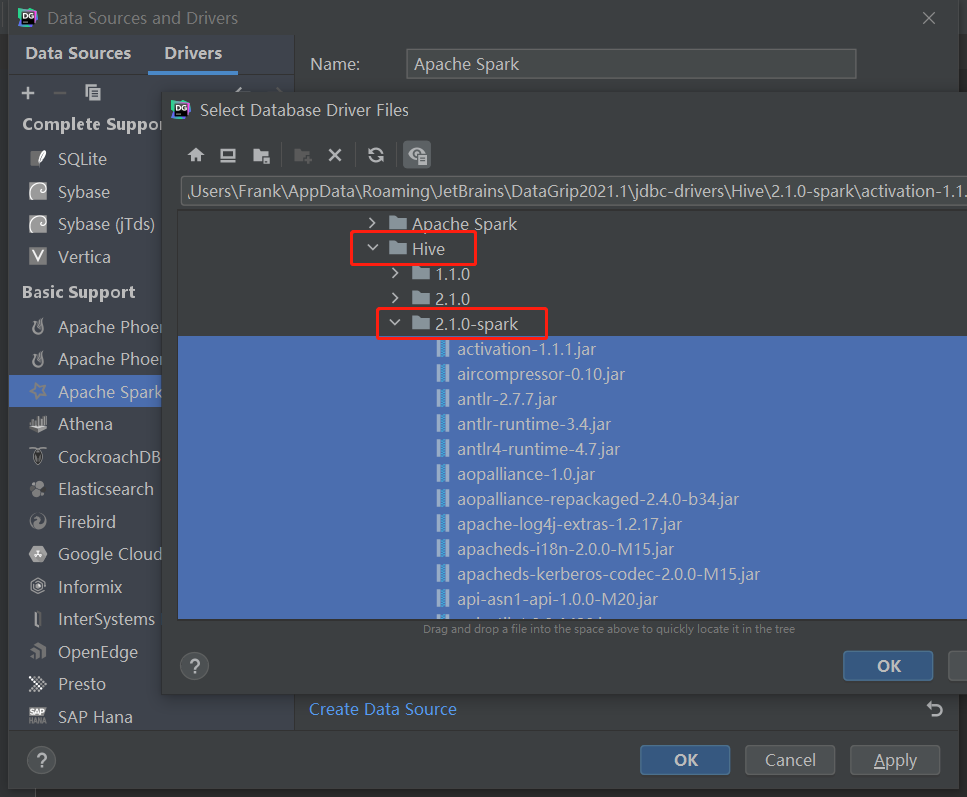 DG Data Sources and Drivers
Data Sources Drivers
Name: Apache Spark
DG Select Database Driver Files
Complete Suppo
SQLite
Sybase
Sybase (jTds)
Vertica
Basic Support
Apache Phoe
Apache Phoe
Apache Spark
Athena
CockroachDB
Elasticsearch
Firebird
Google Cloud
Informix
InterSystems
OpenEdge
Presto
SAP Hana
Users\Frank\AppData\Roaming\JetBrains\DataGrip2021.1\jdbc-drivers\Hive\2.1.0-spark\activation-1.1.
Apache Spark
Hive
1.1.0
2.1.0
2.1.0-spark
activation-1.1.1.jar
aircompressor-0.10.jar
antlr-2.7.7.jar
antlr-runtime-3.4.jar
antlr4-runtime-4.7.jar
aopalliance-1.0.jar
aopalliance-repackaged-2.4.0-b34.jar
apache-log4j-extras-1.2.17.jar
apacheds-i18n-2.0.0-M15.jar
apacheds-kerberos-codec-2.0.0-M15.jar
api-asn1-api-1.0.0-M20.jar
Drag and drop a file into the space above to quickly locate it in the tree
? OK
Create Data Source
? OK Cancel Apply